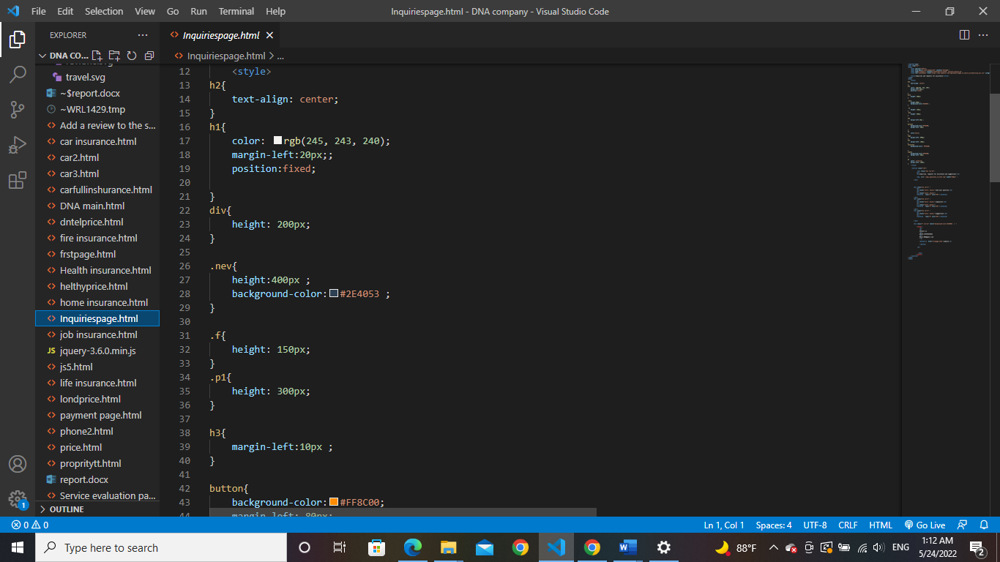 File Edit Selection View Go Run Terminal Help
Inquiriespage.html - DNA company - Visual Studio Code
EXPLORER
DNA CO...
travel.svg
~$report.docx
~WRL1429.tmp
Add a review to the s...
car insurance.html
car2.html
car3.html
carfullinshurance.html
DNA main.html
dntelprice.html
fire insurance.html
frstpage.html
Health insurance.html
helthyprice.html
home insurance.html
Inquiriespage.html
job insurance.html
JS jquery-3.6.0.min.js
js5.html
life insurance.html
londprice.html
payment page.html
phone2.html
price.html
propritytt.html
report.docx
Service evaluation pa...
OUTLINE
Inquiriespage.html
Inquiriespage.html > ...
12 <style>
13 h2{
14 text-align: center;
15 }
16 h1{
17 color: rgb(245, 243, 240);
18 margin-left:20px;;
19 position:fixed;
20
21 }
22 div{
23 height: 200px;
24 }
25
26 .nev{
27 height:400px ;
28 background-color:#2E4053 ;
29 }
30
31 .f{
32 height: 150px;
33 }
34 .p1{
35 height: 300px;
36 }
37
38 h3{
39 margin-left:10px ;
40 }
41
42 button{
43 background-color:#FF8C00;
44 margin-left: 80px;
1
0 0
Ln 1, Col 1 Spaces: 4 UTF-8 CRLF HTML Go Live
Type here to search
88°F
ENG
1:12 AM
5/24/2022
2